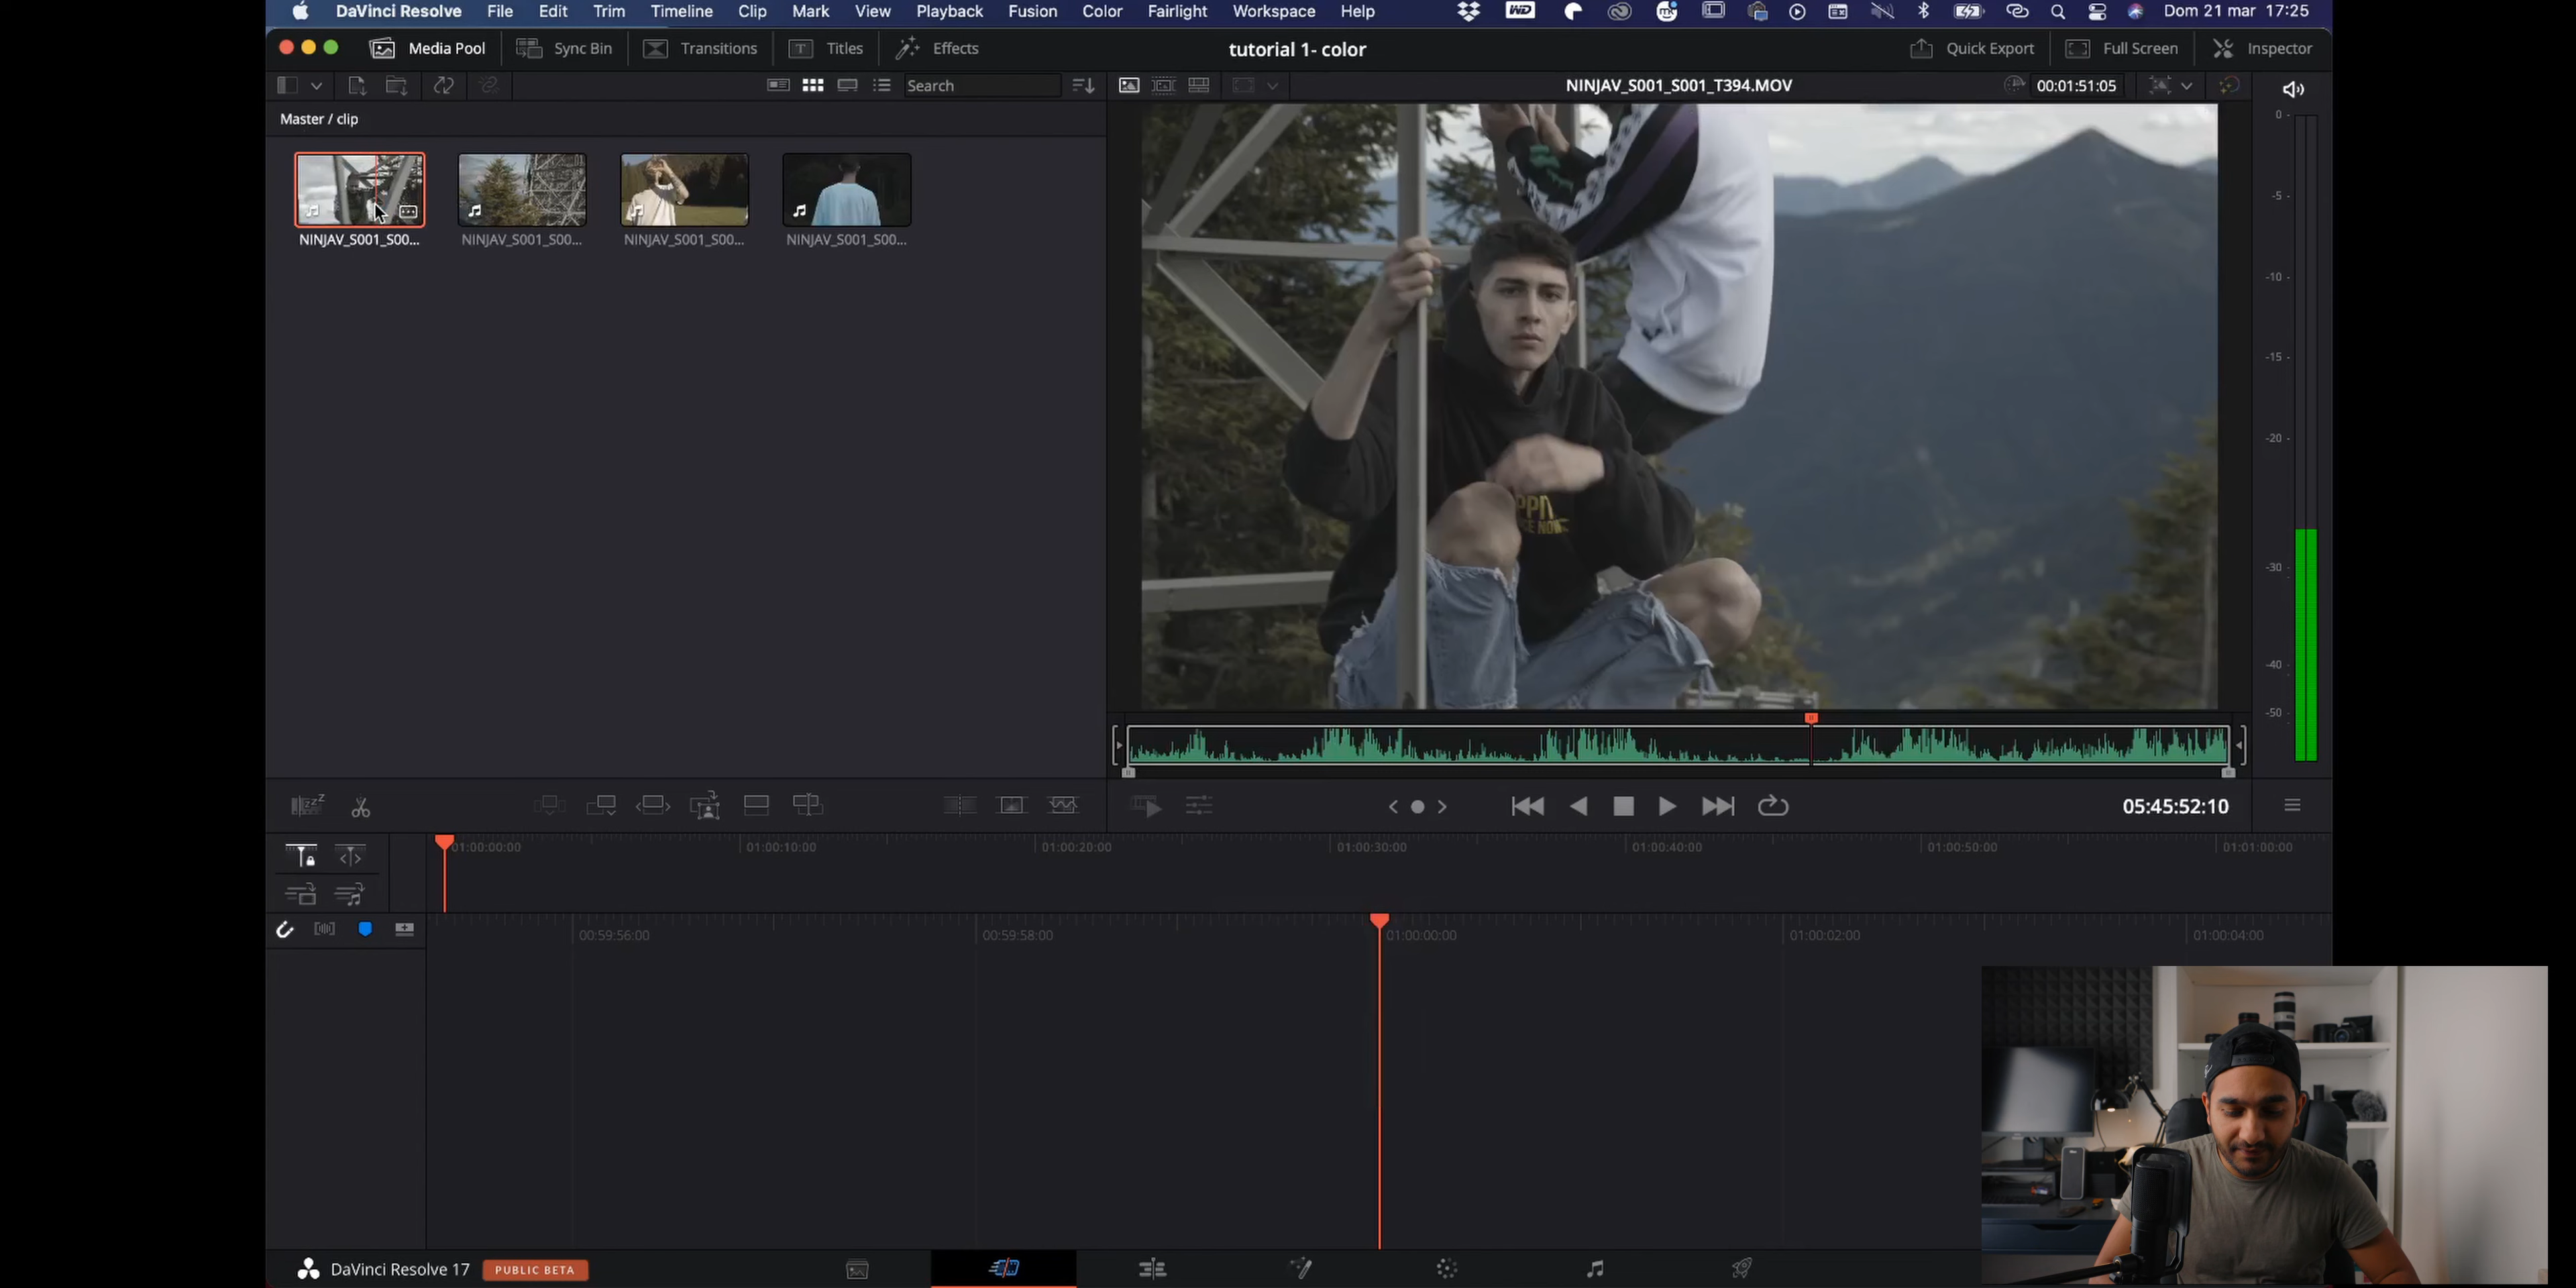 DaVinci Resolve File Edit Trim Timeline Clip Mark View Playback Fusion Color Fairlight Workspace Help WD Dom 21 mar 17:25
Media Pool Sync Bin Transitions T Titles Effects tutorial 1- color Quick Export Full Screen Inspector
Search NINJAV_S001_S001_T394.MOV 00:01:51:05
Master / clip
NINJAV_S001_S00... NINJAV_S001_S00... NINJAV_S001_S00... NINJAV_S001_S00...
0
-5
-10
-15
-20
-30
-40
-50
05:45:52:10
01:00:00:00 01:00:10:00 01:00:20:00 01:00:30:00 01:00:40:00 01:00:50:00 01:01:00:00
00:59:56:00 00:59:58:00 01:00:00:00 01:00:02:00 01:00:04:00
DaVinci Resolve 17 PUBLIC BETA